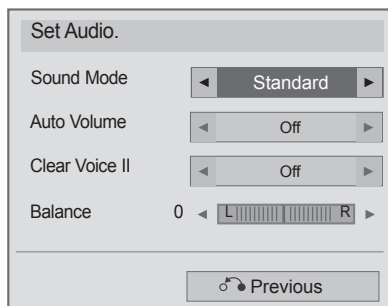 Set Audio.
Sound Mode ◄ Standard ►
Auto Volume ◄ Off ►
Clear Voice II ◄ Off ►
Balance 0 ◄ L R ►
Previous